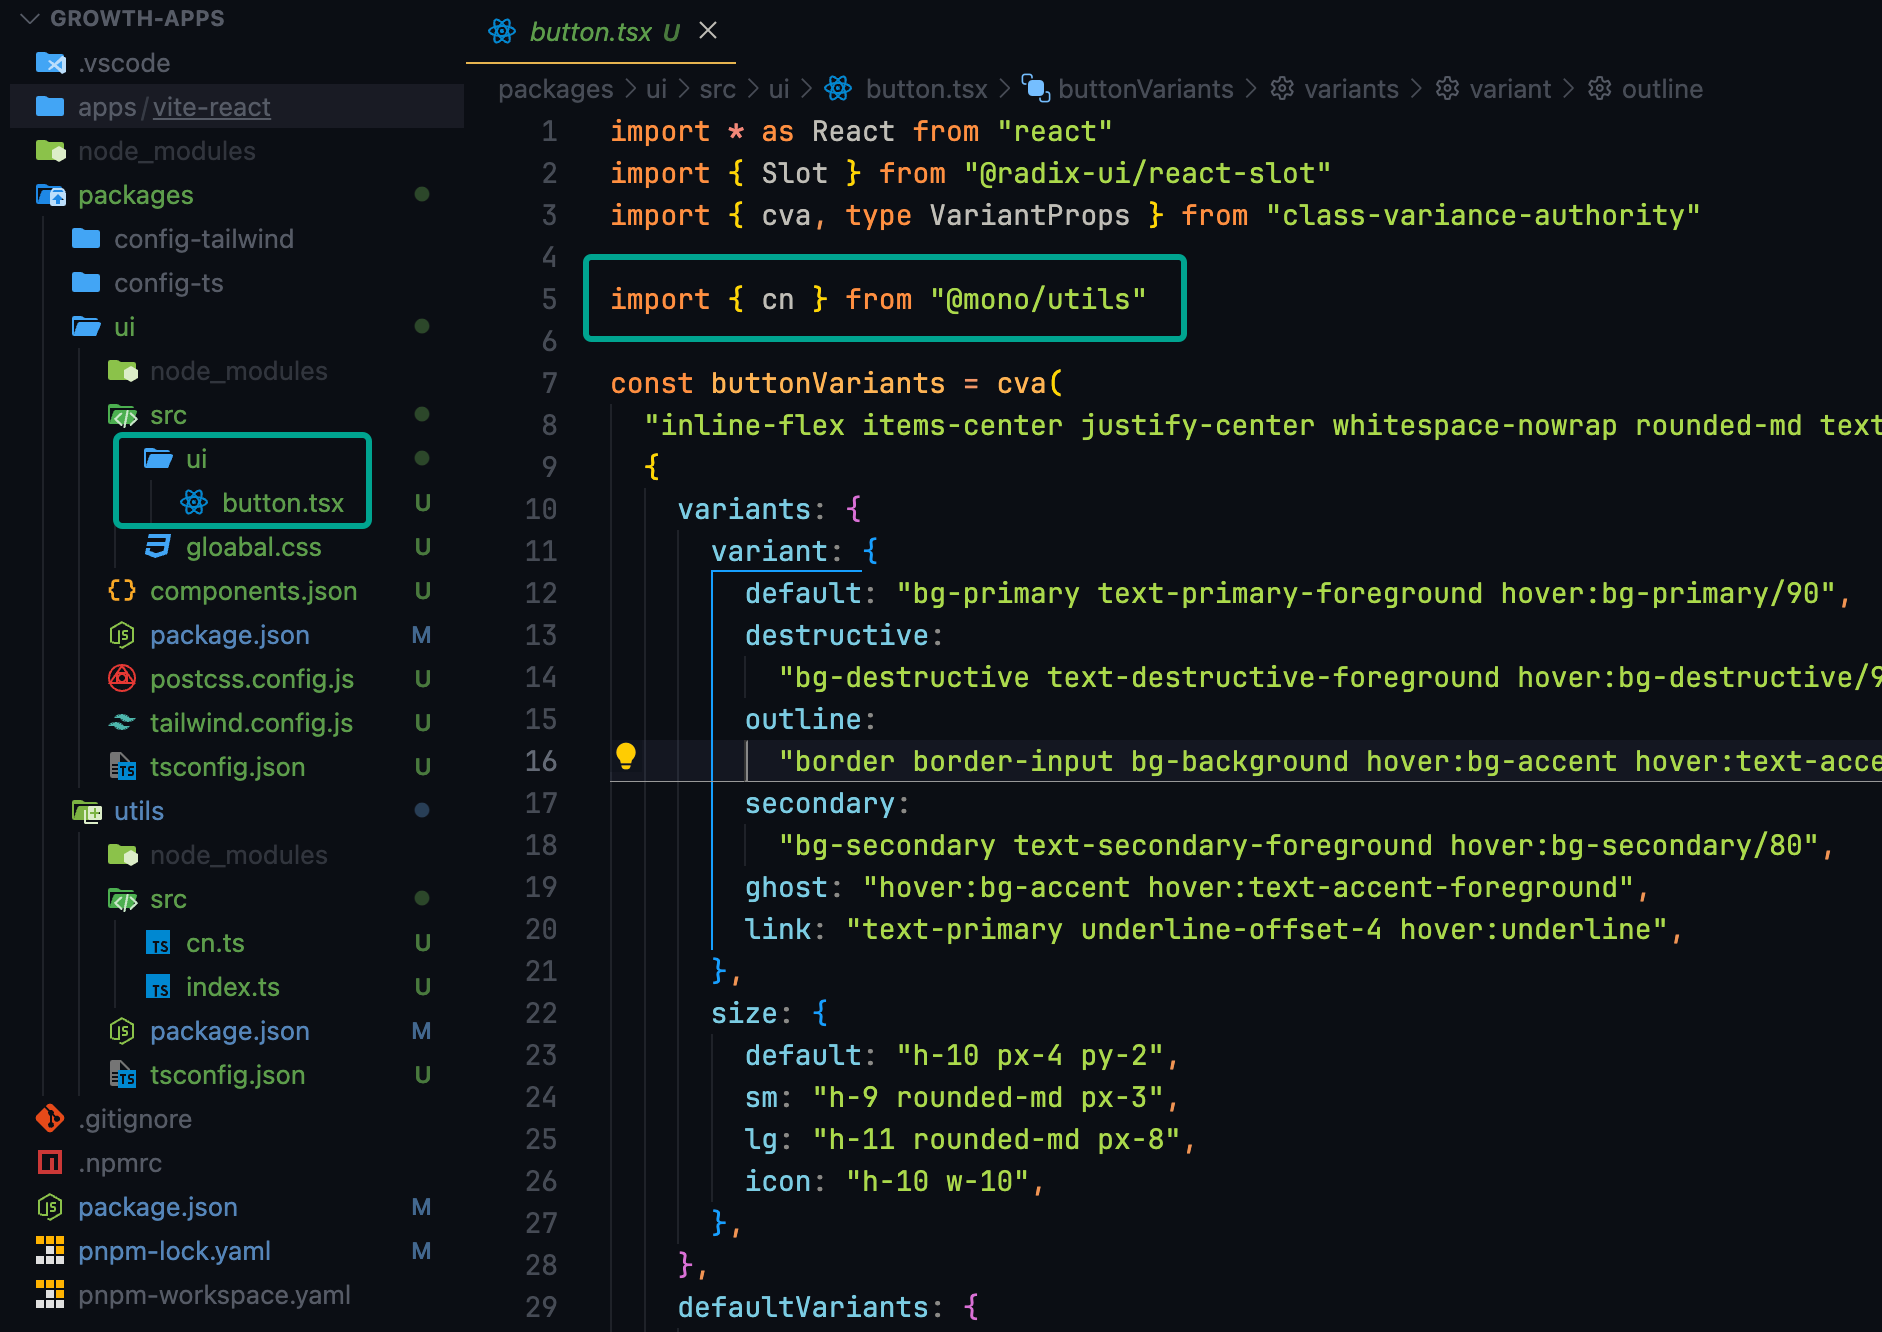 GROWTH-APPS
.vscode
apps/vite-react
node_modules
packages
config-tailwind
config-ts
ui
node_modules
src
ui
button.tsx U
gloabal.css U
components.json U
package.json M
postcss.config.js U
tailwind.config.js U
tsconfig.json U
utils
node_modules
src
cn.ts U
index.ts U
package.json M
tsconfig.json U
.gitignore
.npmrc
package.json M
pnpm-lock.yaml M
pnpm-workspace.yaml
button.tsx U
packages > ui > src > ui > button.tsx > buttonVariants > variants > variant > outline
1 import * as React from "react"
2 import { Slot } from "@radix-ui/react-slot"
3 import { cva, type VariantProps } from "class-variance-authority"
4
5 import { cn } from "@mono/utils"
6
7 const buttonVariants = cva(
8 "inline-flex items-center justify-center whitespace-nowrap rounded-md text
9 {
10 variants: {
11 variant: {
12 default: "bg-primary text-primary-foreground hover:bg-primary/90",
13 destructive:
14 "bg-destructive text-destructive-foreground hover:bg-destructive/9
15 outline:
16 "border border-input bg-background hover:bg-accent hover:text-acce
17 secondary:
18 "bg-secondary text-secondary-foreground hover:bg-secondary/80",
19 ghost: "hover:bg-accent hover:text-accent-foreground",
20 link: "text-primary underline-offset-4 hover:underline",
21 },
22 size: {
23 default: "h-10 px-4 py-2",
24 sm: "h-9 rounded-md px-3",
25 lg: "h-11 rounded-md px-8",
26 icon: "h-10 w-10",
27 },
28 },
29 defaultVariants: {